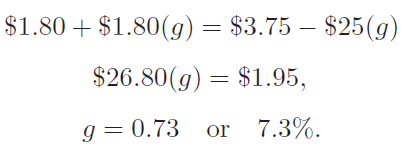 $1.80 + $1.80(g) = $3.75 – $25(g)
$26.80(g) = $1.95,
g = 0.73 or 7.3%.